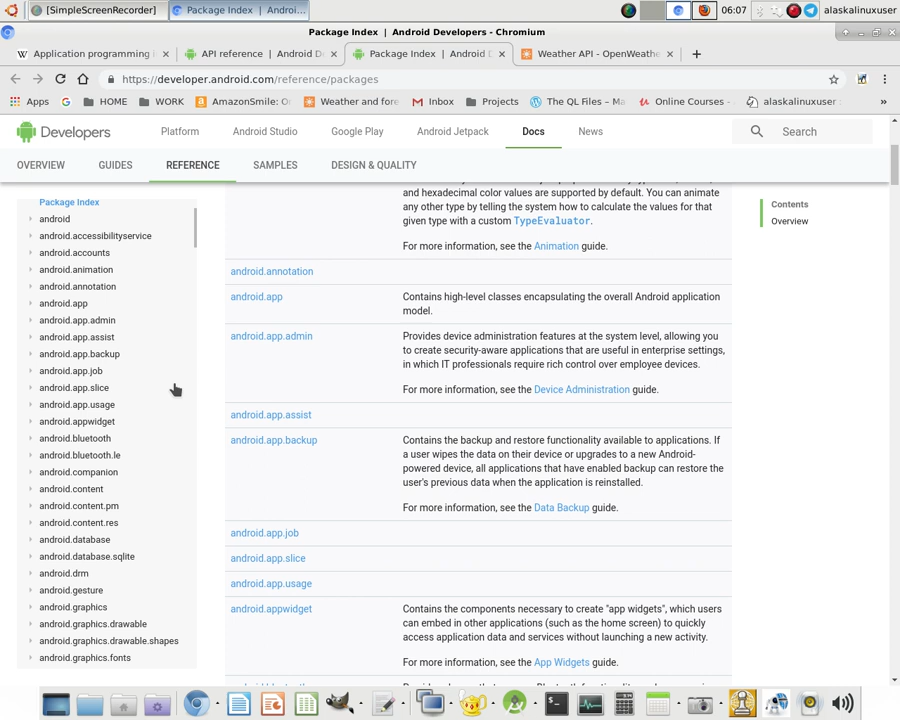 [SimpleScreenRecorder]
Package Index | Androi...
06:07
alaskalinuxuser
Package Index | Android Developers - Chromium
Application programming i
API reference | Android De
Package Index | Android D
Weather API - OpenWeathe
https://developer.android.com/reference/packages
Apps
HOME
WORK
AmazonSmile: O
Weather and fore
Inbox
Projects
The QL Files – Ma
Online Courses -
alaskalinuxuser
»
Developers
Platform
Android Studio
Google Play
Android Jetpack
Docs
News
Search
OVERVIEW
GUIDES
REFERENCE
SAMPLES
DESIGN & QUALITY
Package Index
android
android.accessibilityservice
android.accounts
android.animation
android.annotation
android.app
android.app.admin
android.app.assist
android.app.backup
android.app.job
android.app.slice
android.app.usage
android.appwidget
android.bluetooth
android.bluetooth.le
android.companion
android.content
android.content.pm
android.content.res
android.database
android.database.sqlite
android.drm
android.gesture
android.graphics
android.graphics.drawable
android.graphics.drawable.shapes
android.graphics.fonts
and hexadecimal color values are supported by default. You can animate
any other type by telling the system how to calculate the values for that
given type with a custom TypeEvaluator.
For more information, see the Animation guide.
android.annotation
android.app
Contains high-level classes encapsulating the overall Android application
model.
android.app.admin
Provides device administration features at the system level, allowing you
to create security-aware applications that are useful in enterprise settings,
in which IT professionals require rich control over employee devices.
For more information, see the Device Administration guide.
android.app.assist
android.app.backup
Contains the backup and restore functionality available to applications. If
a user wipes the data on their device or upgrades to a new Android-
powered device, all applications that have enabled backup can restore the
user's previous data when the application is reinstalled.
For more information, see the Data Backup guide.
android.app.job
android.app.slice
android.app.usage
android.appwidget
Contains the components necessary to create "app widgets", which users
can embed in other applications (such as the home screen) to quickly
access application data and services without launching a new activity.
For more information, see the App Widgets guide.
Contents
Overview